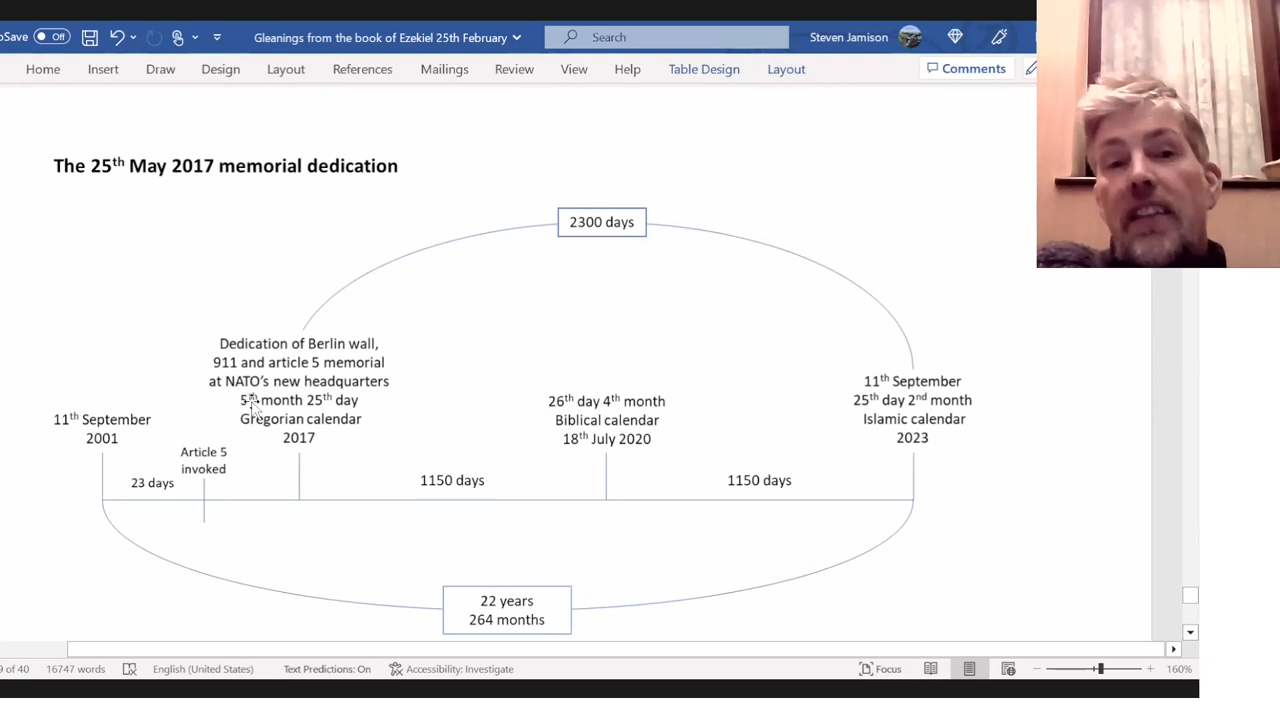 oSave Off Gleanings from the book of Ezekiel 25th February Search Steven Jamison
Home Insert Draw Design Layout References Mailings Review View Help Table Design Layout Comments
The 25th May 2017 memorial dedication
2300 days
Dedication of Berlin wall,
911 and article 5 memorial
at NATO's new headquarters
5th month 25th day
Gregorian calendar
2017
11th September
2001
Article 5
invoked
23 days
26th day 4th month
Biblical calendar
18th July 2020
11th September
25th day 2nd month
Islamic calendar
2023
1150 days
1150 days
22 years
264 months
9 of 40 16747 words English (United States) Text Predictions: On Accessibility: Investigate Focus 160%